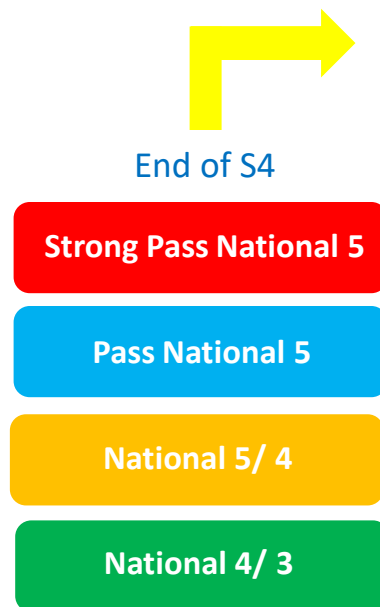 End of S4
Strong Pass National 5
Pass National 5
National 5/ 4
National 4/ 3